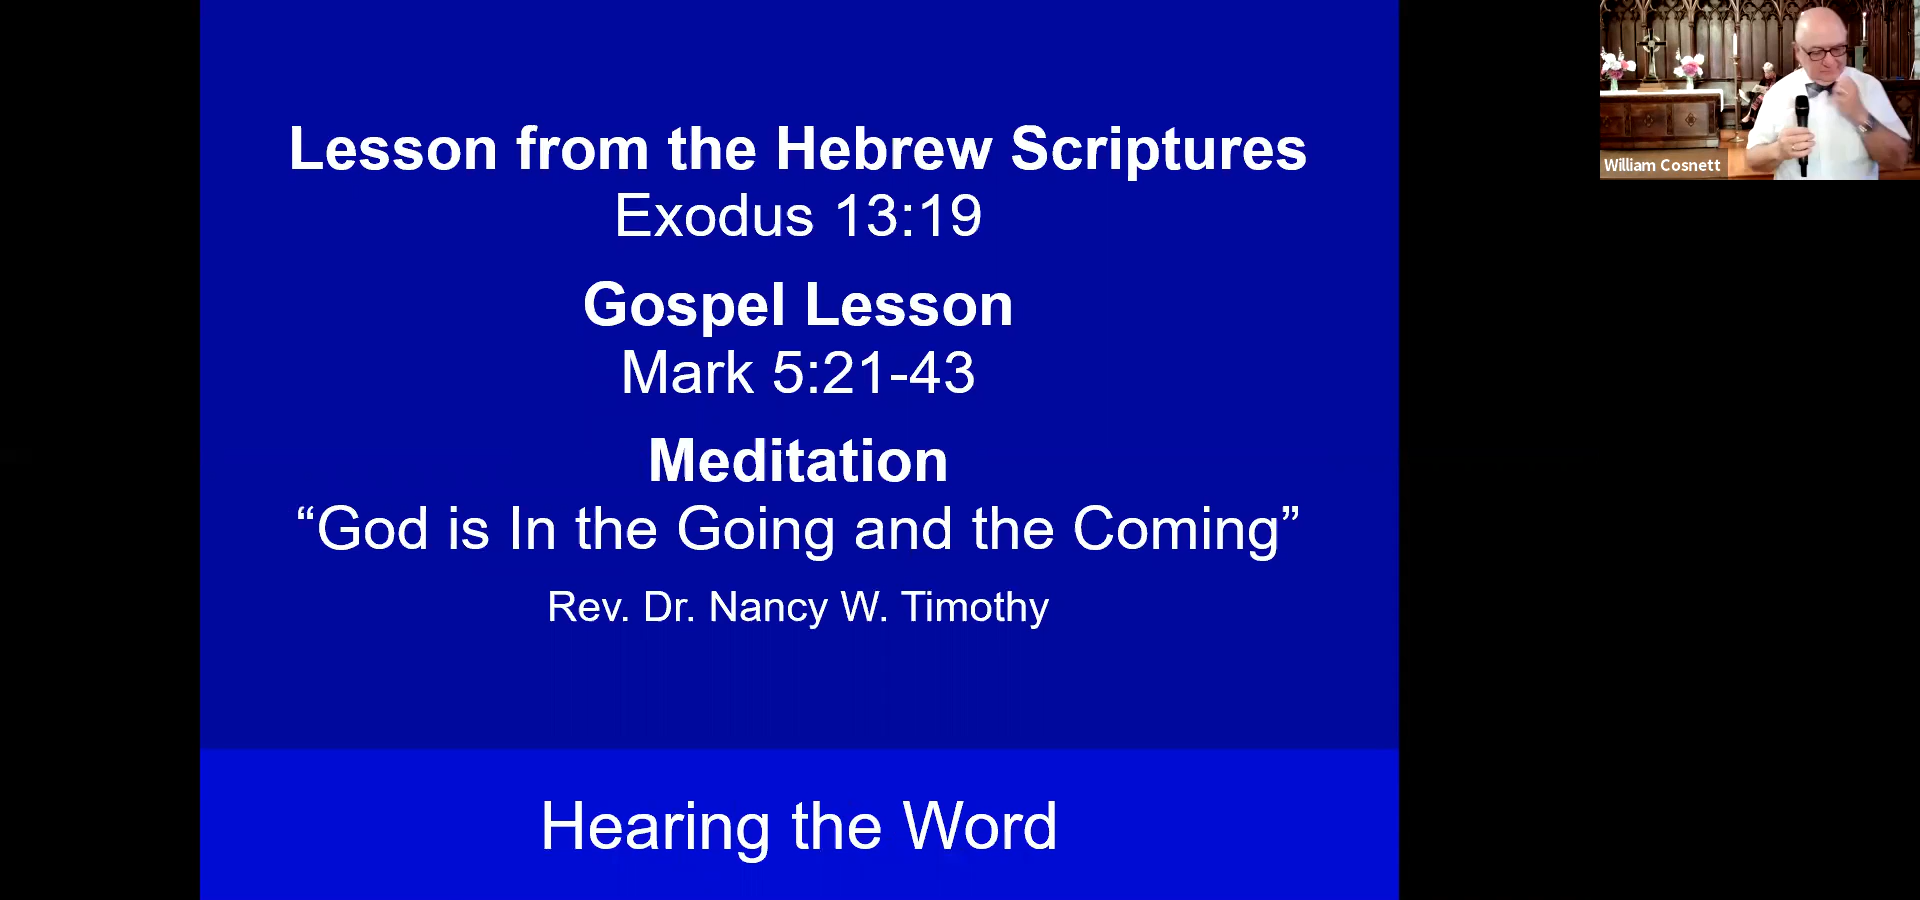 Lesson from the Hebrew Scriptures
Exodus 13:19
Gospel Lesson
Mark 5:21-43
Meditation
“God is In the Going and the Coming”
Rev. Dr. Nancy W. Timothy
Hearing the Word
William Cosnett